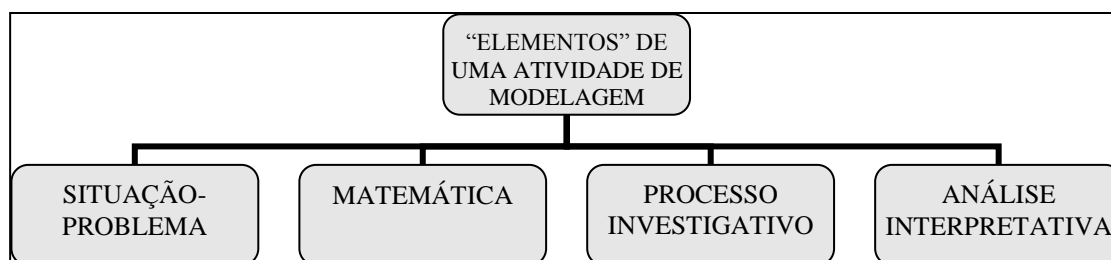 “ELEMENTOS” DE
UMA ATIVIDADE DE
MODELAGEM
SITUAÇÃO-
PROBLEMA
MATEMÁTICA
PROCESSO
INVESTIGATIVO
ANÁLISE
INTERPRETATIVA